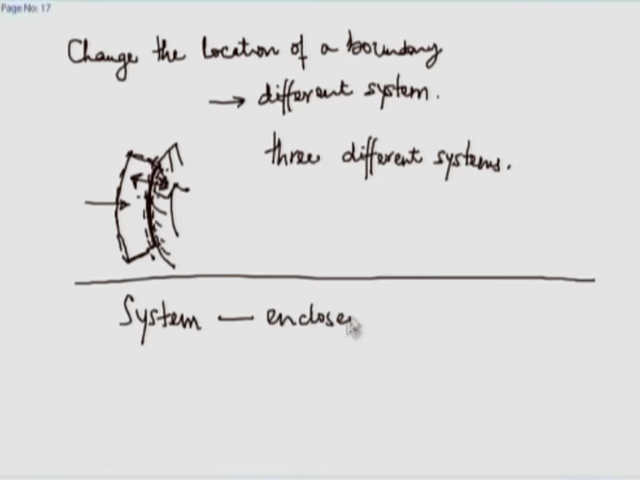 Page No: 17
Change the location of a boundary
→ different system.
three different systems.
System — enclose